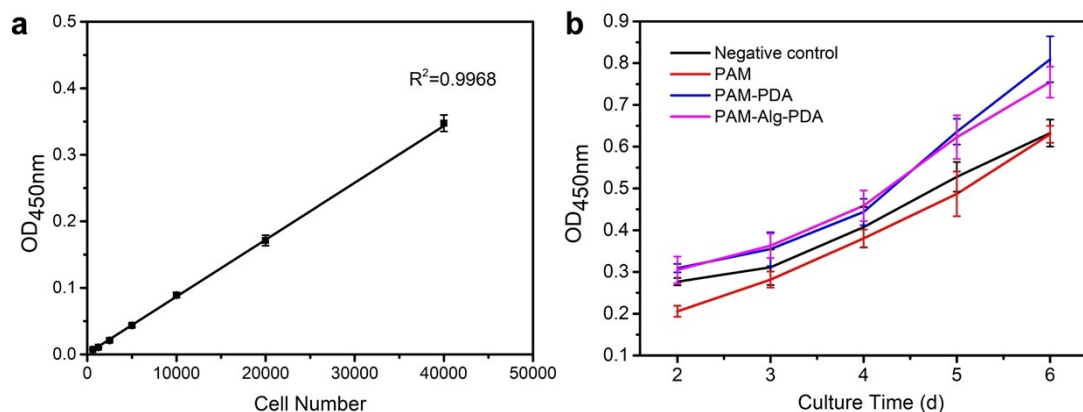 a
OD450nm
0.5
0.4
0.3
0.2
0.1
0.0
R2=0.9968
0 10000 20000 30000 40000 50000
Cell Number
b
OD450nm
0.9
0.8
0.7
0.6
0.5
0.4
0.3
0.2
0.1
Negative control
PAM
PAM-PDA
PAM-Alg-PDA
2 3 4 5 6
Culture Time (d)